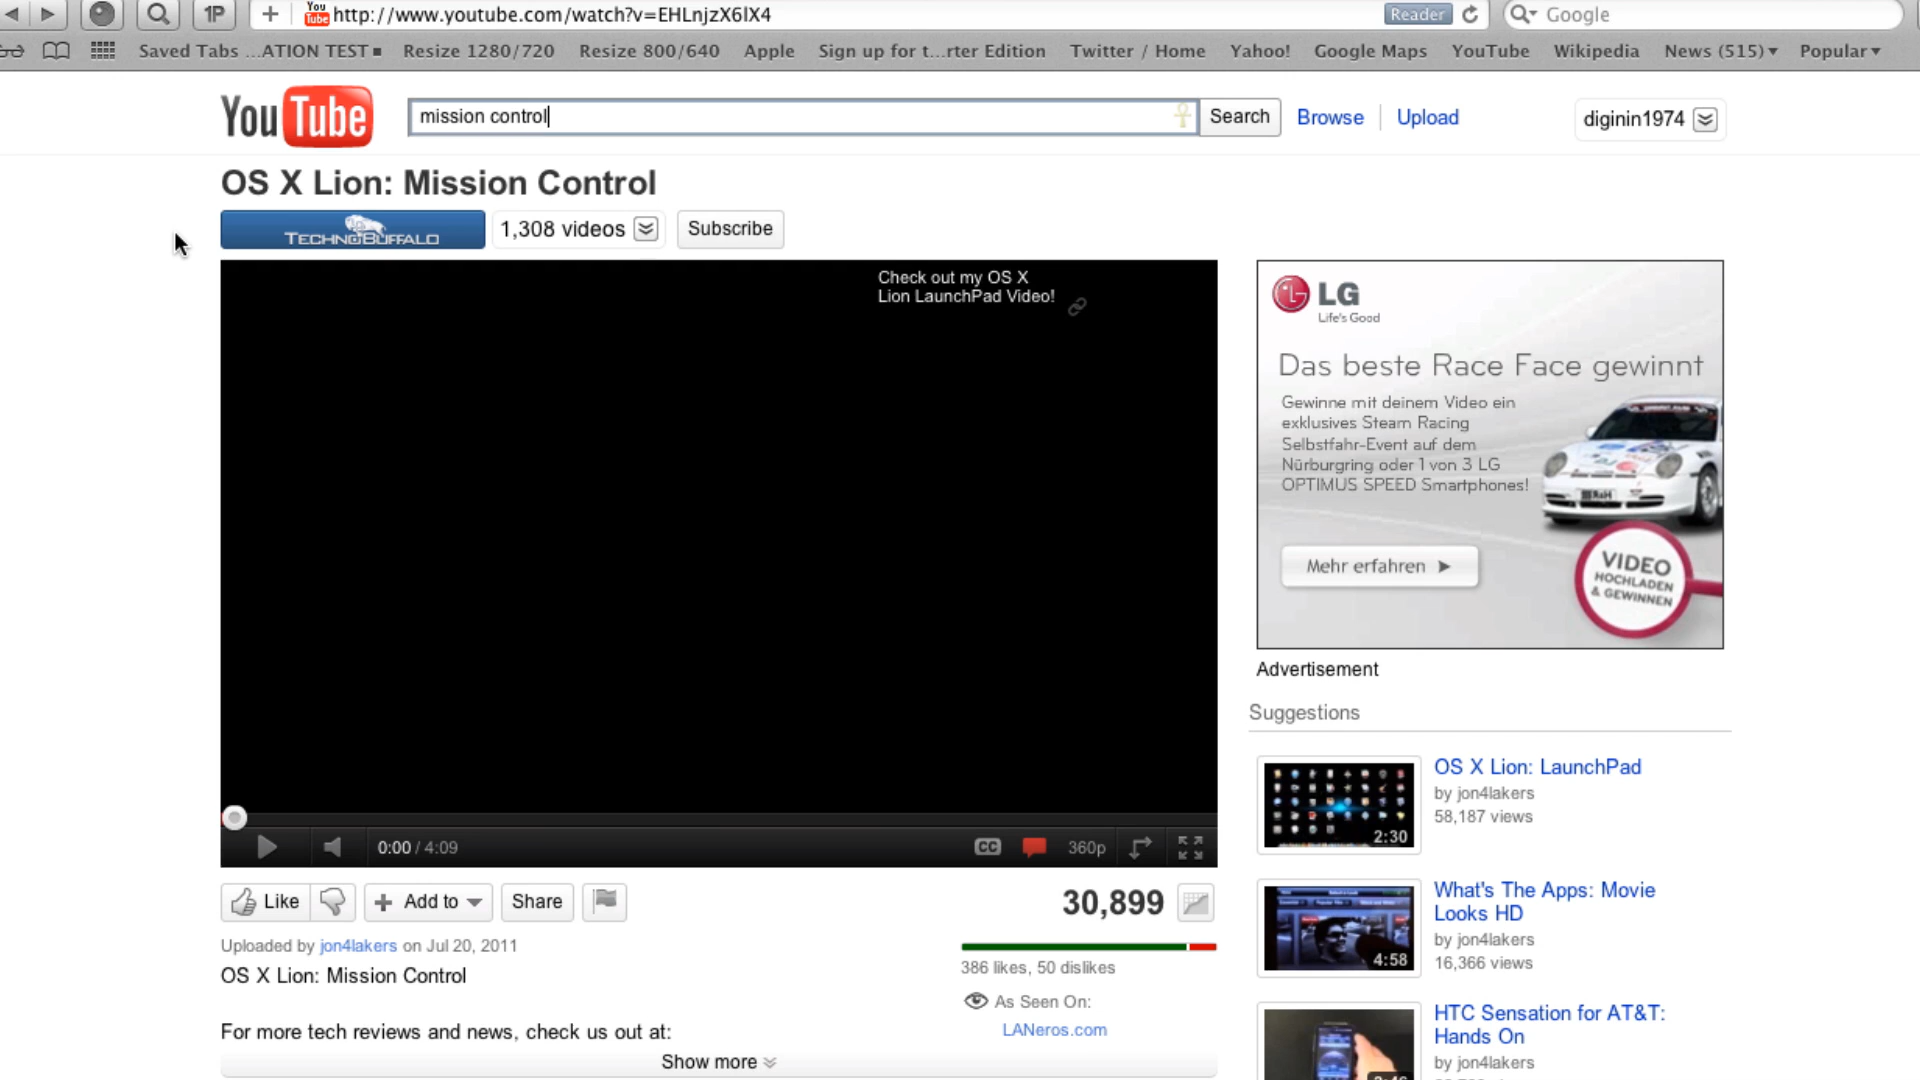 1P
+
http://www.youtube.com/watch?v=EHLnjzX6lX4
Reader
Google
Saved Tabs ...ATION TEST
Resize 1280/720
Resize 800/640
Apple
Sign up for t...rter Edition
Twitter / Home
Yahoo!
Google Maps
YouTube
Wikipedia
News (515)
Popular
YouTube
mission control
Search
Browse
Upload
diginin1974
OS X Lion: Mission Control
TECHNOBUFFALO
1,308 videos
Subscribe
Check out my OS X
Lion LaunchPad Video!
0:00 / 4:09
CC
360p
LG
Life's Good
Das beste Race Face gewinnt
Gewinne mit deinem Video ein
exklusives Steam Racing
Selbstfahr-Event auf dem
Nürburgring oder 1 von 3 LG
OPTIMUS SPEED Smartphones!
Mehr erfahren
VIDEO
HOCHLADEN
& GEWINNEN
Advertisement
Like
+ Add to
Share
30,899
Uploaded by jon4lakers on Jul 20, 2011
OS X Lion: Mission Control
For more tech reviews and news, check us out at:
Show more
386 likes, 50 dislikes
As Seen On:
LANeros.com
Suggestions
2:30
OS X Lion: LaunchPad
by jon4lakers
58,187 views
4:58
What's The Apps: Movie
Looks HD
by jon4lakers
16,366 views
HTC Sensation for AT&T:
Hands On
by jon4lakers